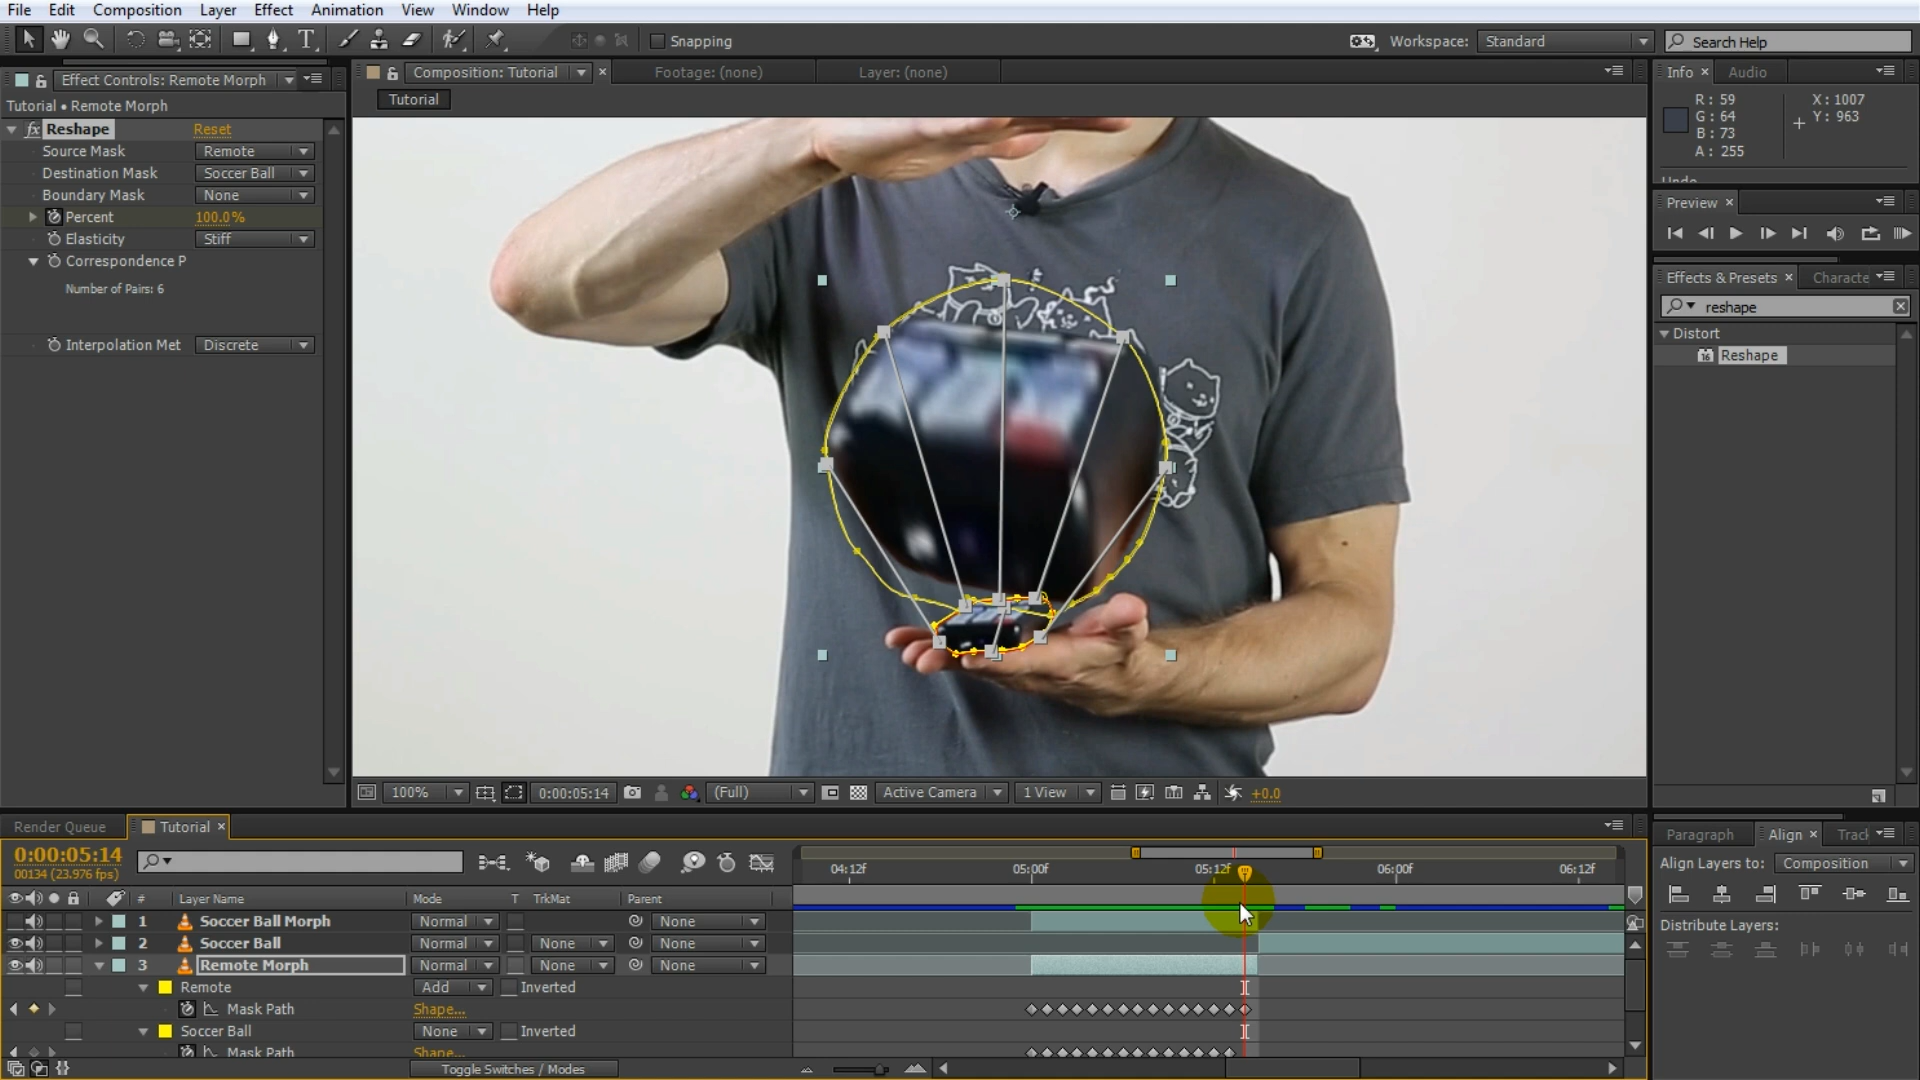 File Edit Composition Layer Effect Animation View Window Help
Snapping
Workspace: Standard
Search Help
Effect Controls: Remote Morph
Tutorial • Remote Morph
fx Reshape Reset
Source Mask Remote
Destination Mask Soccer Ball
Boundary Mask None
Percent 100.0%
Elasticity Stiff
Correspondence P
Number of Pairs: 6
Interpolation Met Discrete
Composition: Tutorial Footage: (none) Layer: (none)
Tutorial
100% 0:00:05:14 (Full) Active Camera 1 View +0.0
Info Audio
R: 59 X: 1007
G: 64 Y: 963
B: 73
A: 255
Undo
Preview
Effects & Presets Characte
reshape
Distort
16 Reshape
Render Queue Tutorial
0:00:05:14
00134 (23.976 fps)
04:12f 05:00f 05:12f 06:00f 06:12f
# Layer Name Mode T TrkMat Parent
1 Soccer Ball Morph Normal None
2 Soccer Ball Normal None None
3 Remote Morph Normal None None
Remote Add Inverted
Mask Path Shape...
Soccer Ball None Inverted
Mask Path Shape...
Toggle Switches / Modes
Paragraph Align Track
Align Layers to: Composition
Distribute Layers: